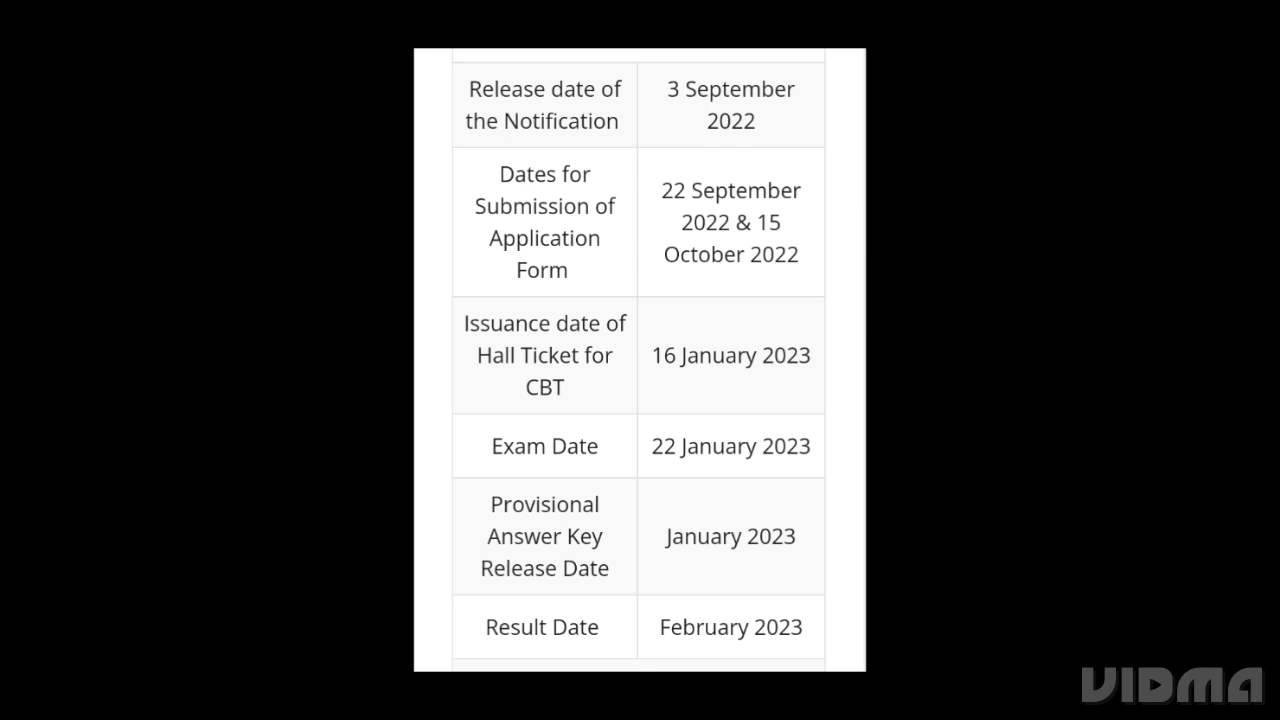 Release date of
the Notification
3 September
2022
Dates for
Submission of
Application
Form
22 September
2022 & 15
October 2022
Issuance date of
Hall Ticket for
CBT
16 January 2023
Exam Date
22 January 2023
Provisional
Answer Key
Release Date
January 2023
Result Date
February 2023
VIDMA